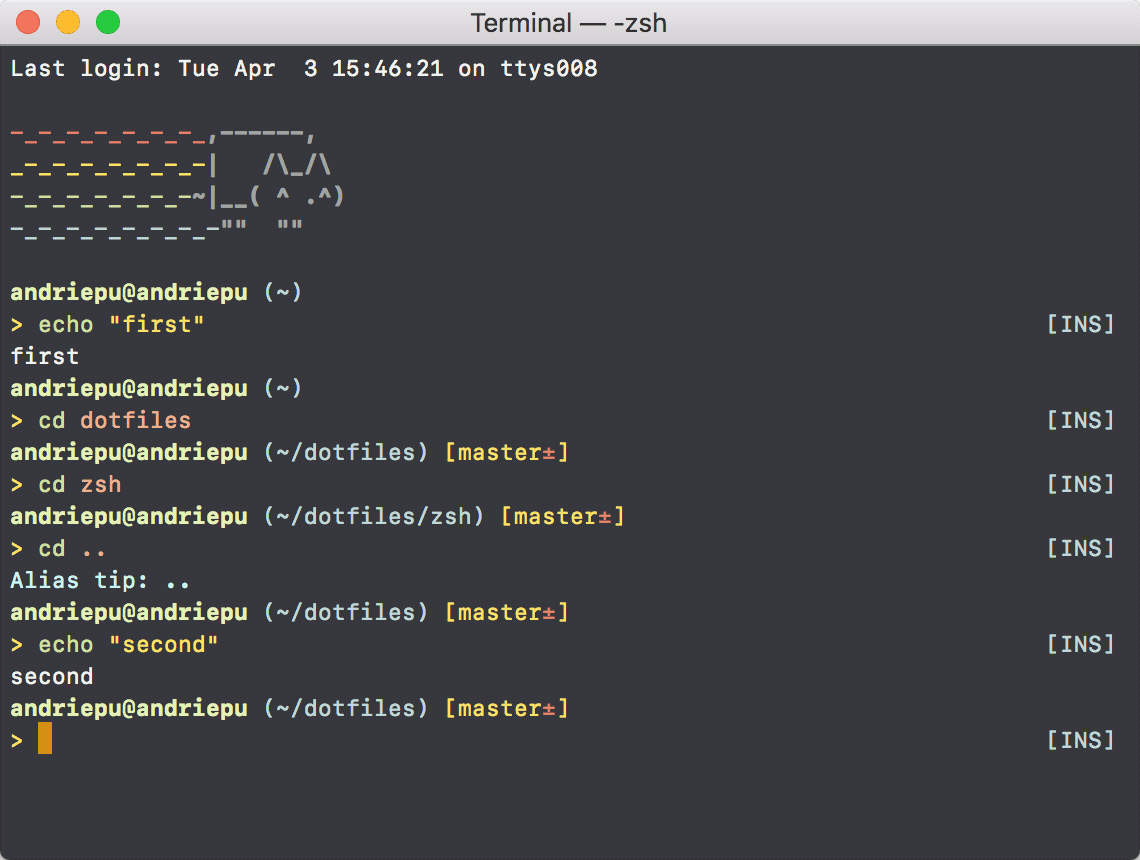 Terminal — -zsh
Last login: Tue Apr  3 15:46:21 on ttys008
-_-_-_-_-_-_-_,------,
_-_-_-_-_-_-_-|   /\_/\
-_-_-_-_-_-_-~|__( ^ .^)
-_-_-_-_-_-_-_-""  ""
andriepu@andriepu (~)
> echo "first" [INS]
first
andriepu@andriepu (~)
> cd dotfiles [INS]
andriepu@andriepu (~/dotfiles) [master±]
> cd zsh [INS]
andriepu@andriepu (~/dotfiles/zsh) [master±]
> cd .. [INS]
Alias tip: ..
andriepu@andriepu (~/dotfiles) [master±]
> echo "second" [INS]
second
andriepu@andriepu (~/dotfiles) [master±]
> [INS]